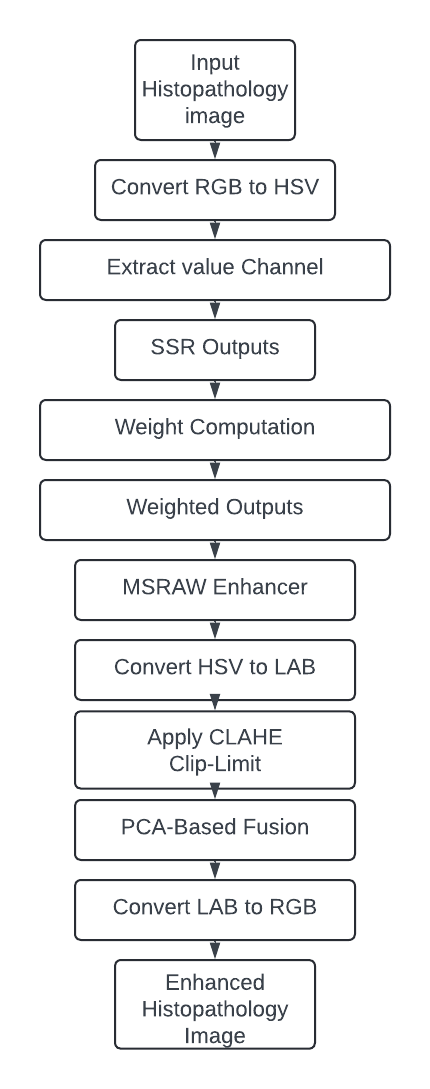 Input
Histopathology
image
Convert RGB to HSV
Extract value Channel
SSR Outputs
Weight Computation
Weighted Outputs
MSRAW Enhancer
Convert HSV to LAB
Apply CLAHE
Clip-Limit
PCA-Based Fusion
Convert LAB to RGB
Enhanced
Histopathology
Image